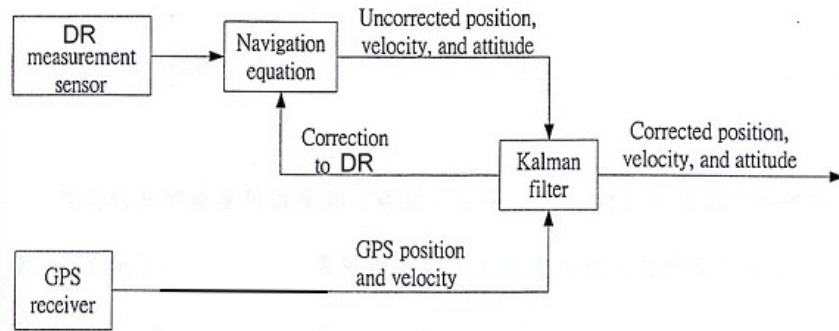 DR
measurement
sensor
Navigation
equation
Uncorrected position,
velocity, and attitude
Correction
to DR
Kalman
filter
Corrected position,
velocity, and attitude
GPS position
and velocity
GPS
receiver